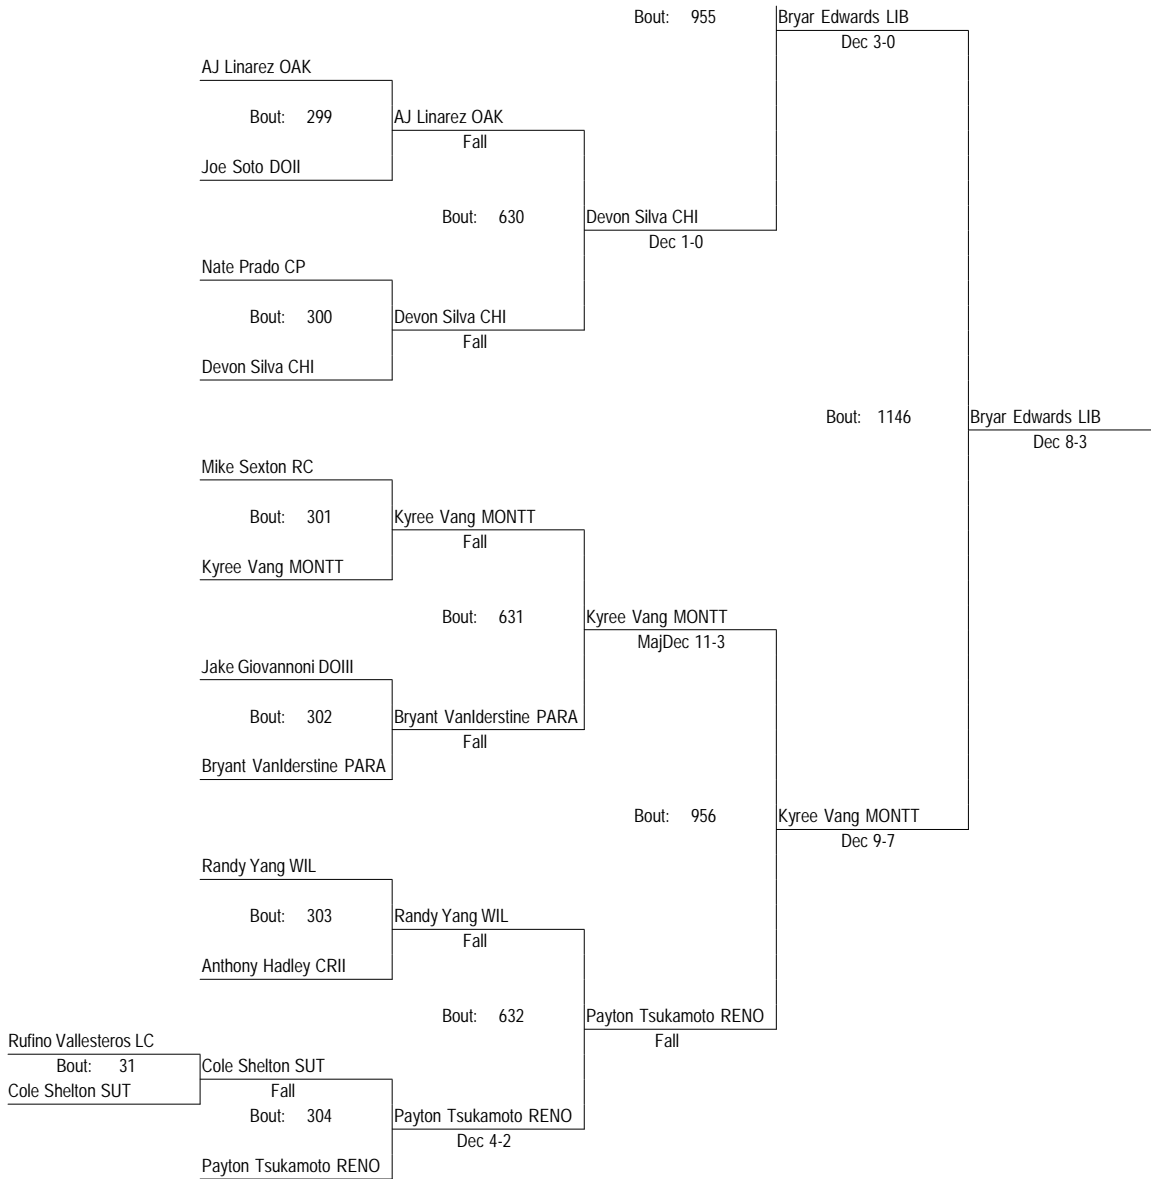 Bout: 955 Bryar Edwards LIB
Dec 3-0
AJ Linarez OAK
Bout: 299 AJ Linarez OAK
Fall
Joe Soto DOII
Bout: 630 Devon Silva CHI
Dec 1-0
Nate Prado CP
Bout: 300 Devon Silva CHI
Fall
Devon Silva CHI
Bout: 1146 Bryar Edwards LIB
Dec 8-3
Mike Sexton RC
Bout: 301 Kyree Vang MONTT
Fall
Kyree Vang MONTT
Bout: 631 Kyree Vang MONTT
MajDec 11-3
Jake Giovannoni DOIII
Bout: 302 Bryant VanIderstine PARA
Fall
Bryant VanIderstine PARA
Bout: 956 Kyree Vang MONTT
Dec 9-7
Randy Yang WIL
Bout: 303 Randy Yang WIL
Fall
Anthony Hadley CRII
Bout: 632 Payton Tsukamoto RENO
Fall
Rufino Vallesteros LC
Bout: 31 Cole Shelton SUT
Cole Shelton SUT Fall
Bout: 304 Payton Tsukamoto RENO
Dec 4-2
Payton Tsukamoto RENO